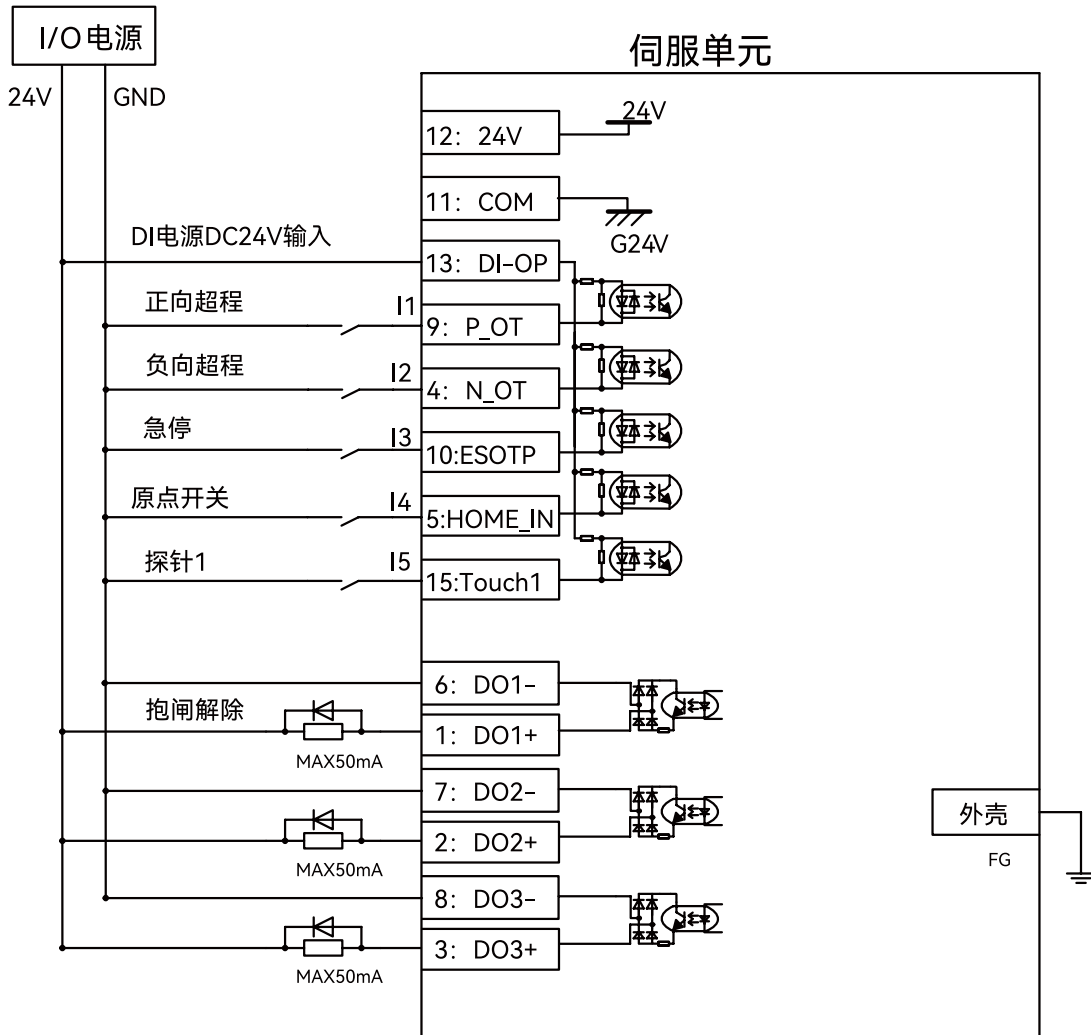 I/O电源
伺服单元
24V
GND
24V
12: 24V
11: COM
G24V
DI电源DC24V输入
13: DI-OP
正向超程
I1
9: P_OT
负向超程
I2
4: N_OT
急停
I3
10:ESOTP
原点开关
I4
5:HOME_IN
探针1
I5
15:Touch1
6: DO1-
抱闸解除
1: DO1+
MAX50mA
7: DO2-
2: DO2+
MAX50mA
外壳
FG
8: DO3-
3: DO3+
MAX50mA